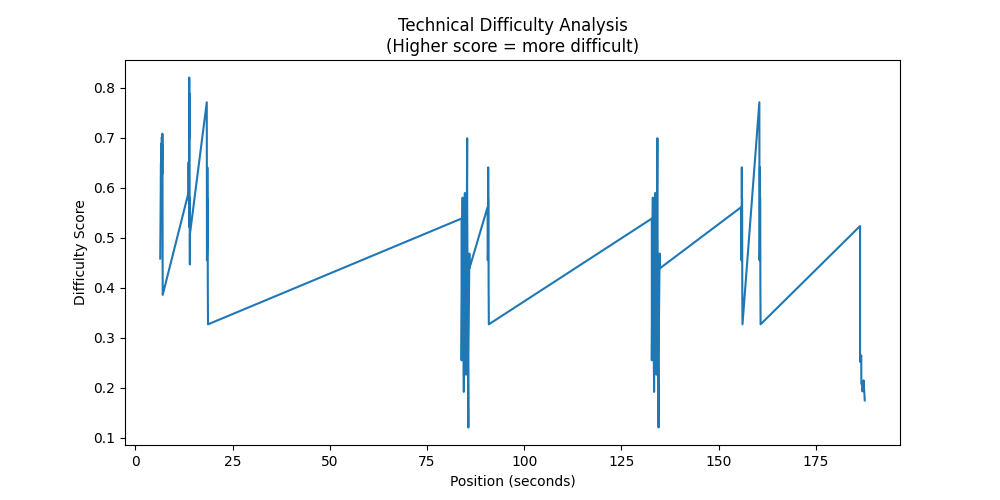 Technical Difficulty Analysis
(Higher score = more difficult)
Difficulty Score
0.8
0.7
0.6
0.5
0.4
0.3
0.2
0.1
0 25 50 75 100 125 150 175
Position (seconds)